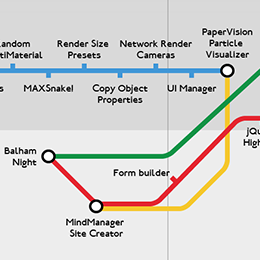 Random
MultiMaterial
Render Size
Presets
Network Render
Cameras
PaperVision
Particle
Visualizer
s
MAXSnake!
Copy Object
Properties
UI Manager
Balham
Night
Form builder
MindManager
Site Creator
jQu
High